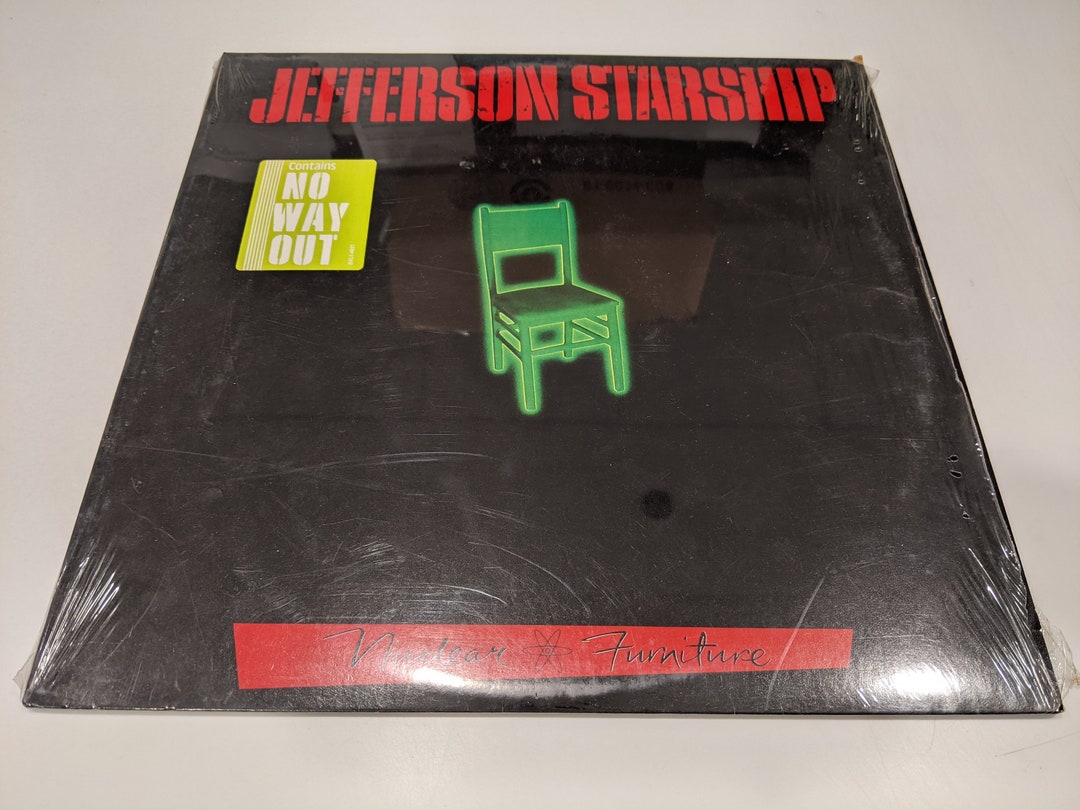 JEFFERSON STARSHIP
Contains
NO
WAY
OUT
Nuclear Furniture